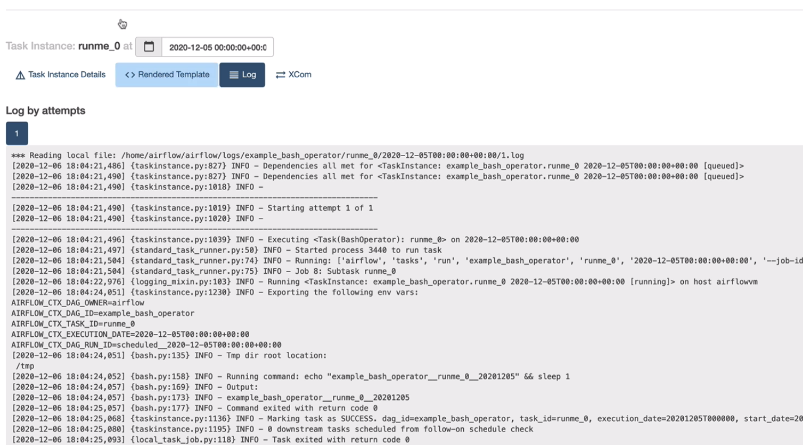 Task Instance: runme_0 at 2020-12-05 00:00:00+00:0
Task Instance Details <> Rendered Template Log XCom
Log by attempts
1
*** Reading local file: /home/airflow/airflow/logs/example_bash_operator/runme_0/2020-12-05T00:00:00+00:00/1.log
[2020-12-06 18:04:21,486] {taskinstance.py:827} INFO - Dependencies all met for <TaskInstance: example_bash_operator.runme_0 2020-12-05T00:00:00+00:00 [queued]>
[2020-12-06 18:04:21,490] {taskinstance.py:827} INFO - Dependencies all met for <TaskInstance: example_bash_operator.runme_0 2020-12-05T00:00:00+00:00 [queued]>
[2020-12-06 18:04:21,490] {taskinstance.py:1018} INFO -
--------------------------------------------------------------------------------
[2020-12-06 18:04:21,490] {taskinstance.py:1019} INFO - Starting attempt 1 of 1
[2020-12-06 18:04:21,490] {taskinstance.py:1020} INFO -
--------------------------------------------------------------------------------
[2020-12-06 18:04:21,496] {taskinstance.py:1039} INFO - Executing <Task(BashOperator): runme_0> on 2020-12-05T00:00:00+00:00
[2020-12-06 18:04:21,497] {standard_task_runner.py:50} INFO - Started process 3440 to run task
[2020-12-06 18:04:21,504] {standard_task_runner.py:74} INFO - Running: ['airflow', 'tasks', 'run', 'example_bash_operator', 'runme_0', '2020-12-05T00:00:00+00:00', '--job-id
[2020-12-06 18:04:21,504] {standard_task_runner.py:75} INFO - Job 8: Subtask runme_0
[2020-12-06 18:04:22,976] {logging_mixin.py:103} INFO - Running <TaskInstance: example_bash_operator.runme_0 2020-12-05T00:00:00+00:00 [running]> on host airflowvm
[2020-12-06 18:04:24,051] {taskinstance.py:1230} INFO - Exporting the following env vars:
AIRFLOW_CTX_DAG_OWNER=airflow
AIRFLOW_CTX_DAG_ID=example_bash_operator
AIRFLOW_CTX_TASK_ID=runme_0
AIRFLOW_CTX_EXECUTION_DATE=2020-12-05T00:00:00+00:00
AIRFLOW_CTX_DAG_RUN_ID=scheduled__2020-12-05T00:00:00+00:00
[2020-12-06 18:04:24,051] {bash.py:135} INFO - Tmp dir root location:
/tmp
[2020-12-06 18:04:24,052] {bash.py:158} INFO - Running command: echo "example_bash_operator__runme_0__20201205" && sleep 1
[2020-12-06 18:04:24,057] {bash.py:169} INFO - Output:
[2020-12-06 18:04:24,057] {bash.py:173} INFO - example_bash_operator__runme_0__20201205
[2020-12-06 18:04:25,057] {bash.py:177} INFO - Command exited with return code 0
[2020-12-06 18:04:25,068] {taskinstance.py:1136} INFO - Marking task as SUCCESS. dag_id=example_bash_operator, task_id=runme_0, execution_date=20201205T000000, start_date=20
[2020-12-06 18:04:25,080] {taskinstance.py:1195} INFO - 0 downstream tasks scheduled from follow-on schedule check
[2020-12-06 18:04:25,093] {local_task_job.py:118} INFO - Task exited with return code 0